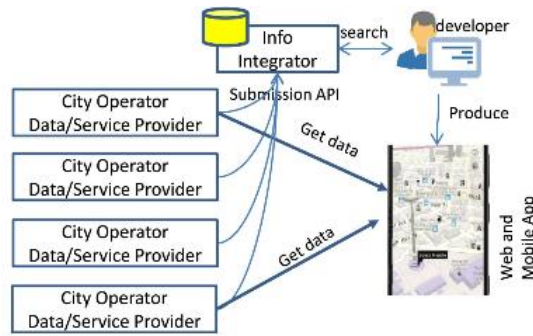 Info
Integrator
search
developer
Submission API
City Operator
Data/Service Provider
Get data
Produce
City Operator
Data/Service Provider
City Operator
Data/Service Provider
Get data
City Operator
Data/Service Provider
Web and
Mobile App